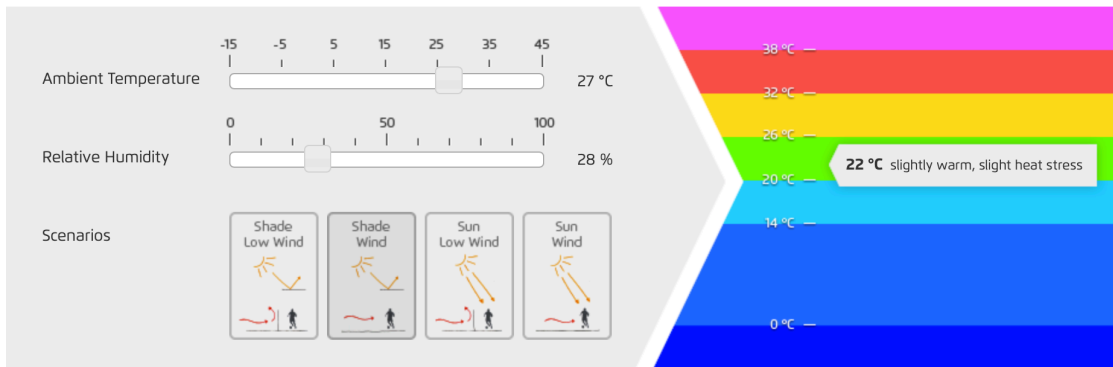 -15 -5 5 15 25 35 45
Ambient Temperature
27 °C
0 50 100
Relative Humidity
28 %
Scenarios
Shade
Low Wind
Shade
Wind
Sun
Low Wind
Sun
Wind
38 °C
32 °C
26 °C
22 °C slightly warm, slight heat stress
20 °C
14 °C
0 °C